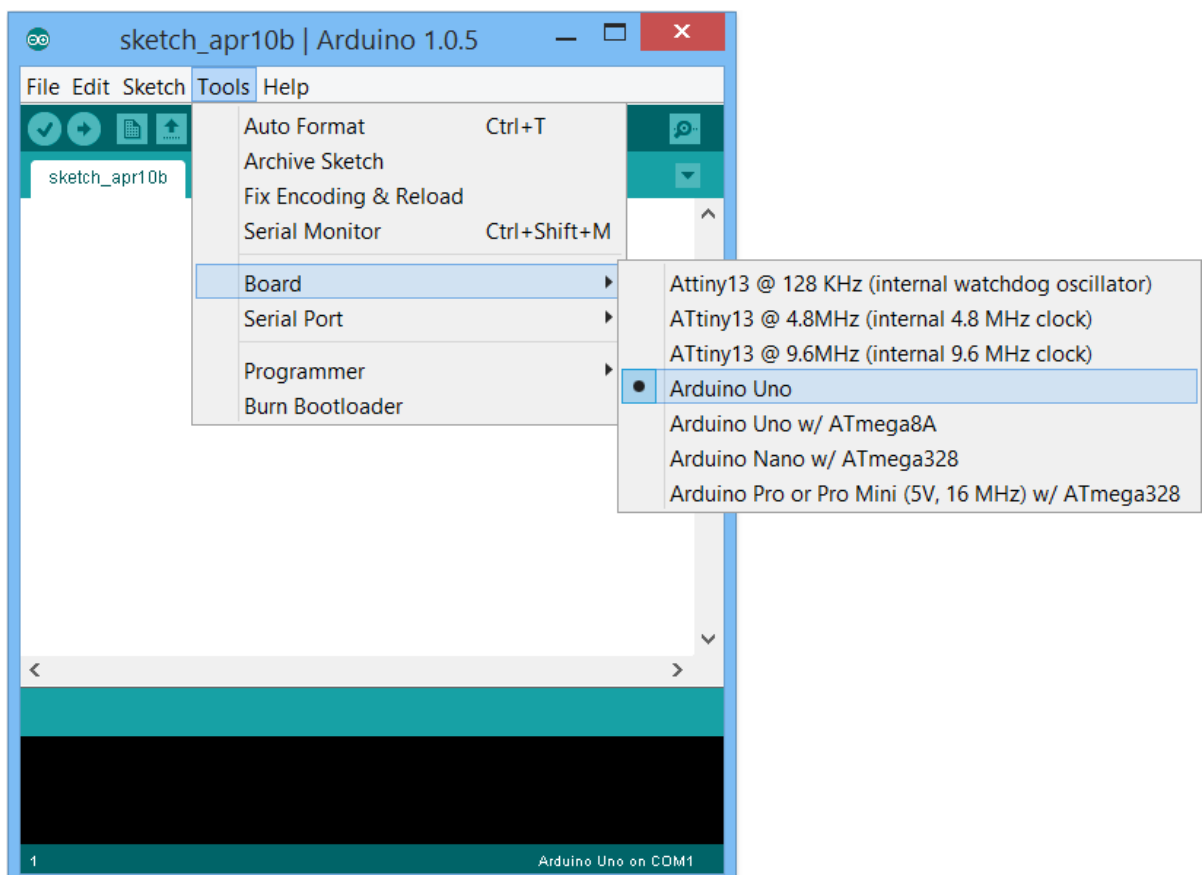 sketch_apr10b | Arduino 1.0.5
File Edit Sketch Tools Help
sketch_apr10b
Auto Format Ctrl+T
Archive Sketch
Fix Encoding & Reload
Serial Monitor Ctrl+Shift+M
Board
Serial Port
Programmer
Burn Bootloader
Attiny13 @ 128 KHz (internal watchdog oscillator)
ATtiny13 @ 4.8MHz (internal 4.8 MHz clock)
ATtiny13 @ 9.6MHz (internal 9.6 MHz clock)
Arduino Uno
Arduino Uno w/ ATmega8A
Arduino Nano w/ ATmega328
Arduino Pro or Pro Mini (5V, 16 MHz) w/ ATmega328
1 Arduino Uno on COM1